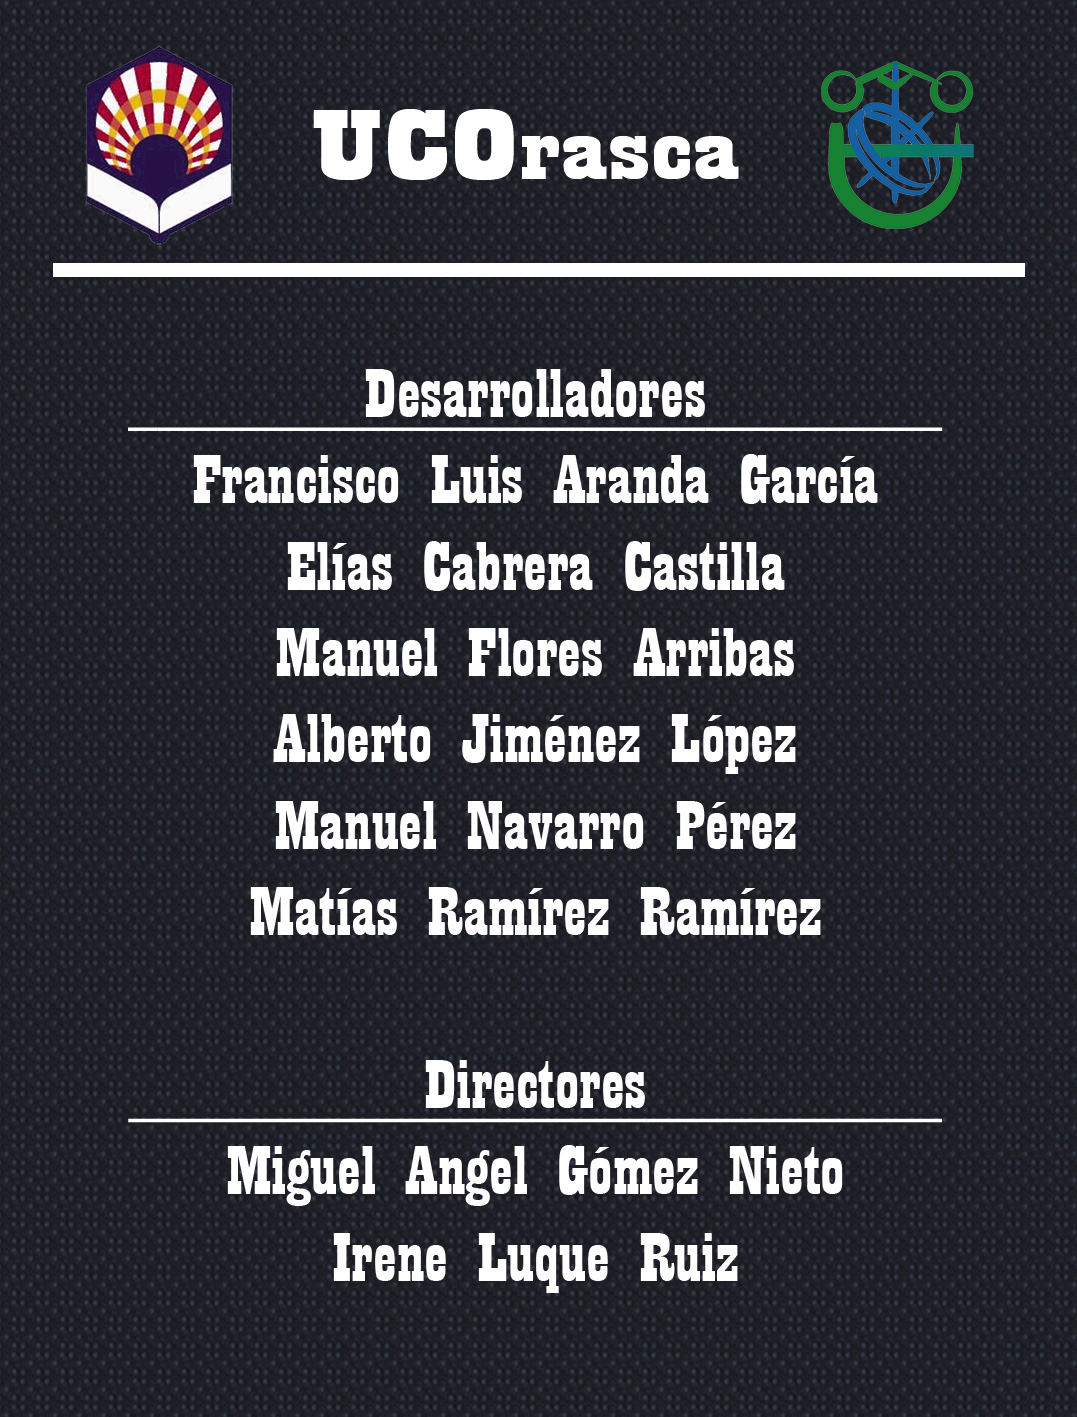 UCOrasca
Desarrolladores
Francisco Luis Aranda García
Elías Cabrera Castilla
Manuel Flores Arribas
Alberto Jiménez López
Manuel Navarro Pérez
Matías Ramírez Ramírez
Directores
Miguel Angel Gómez Nieto
Irene Luque Ruiz